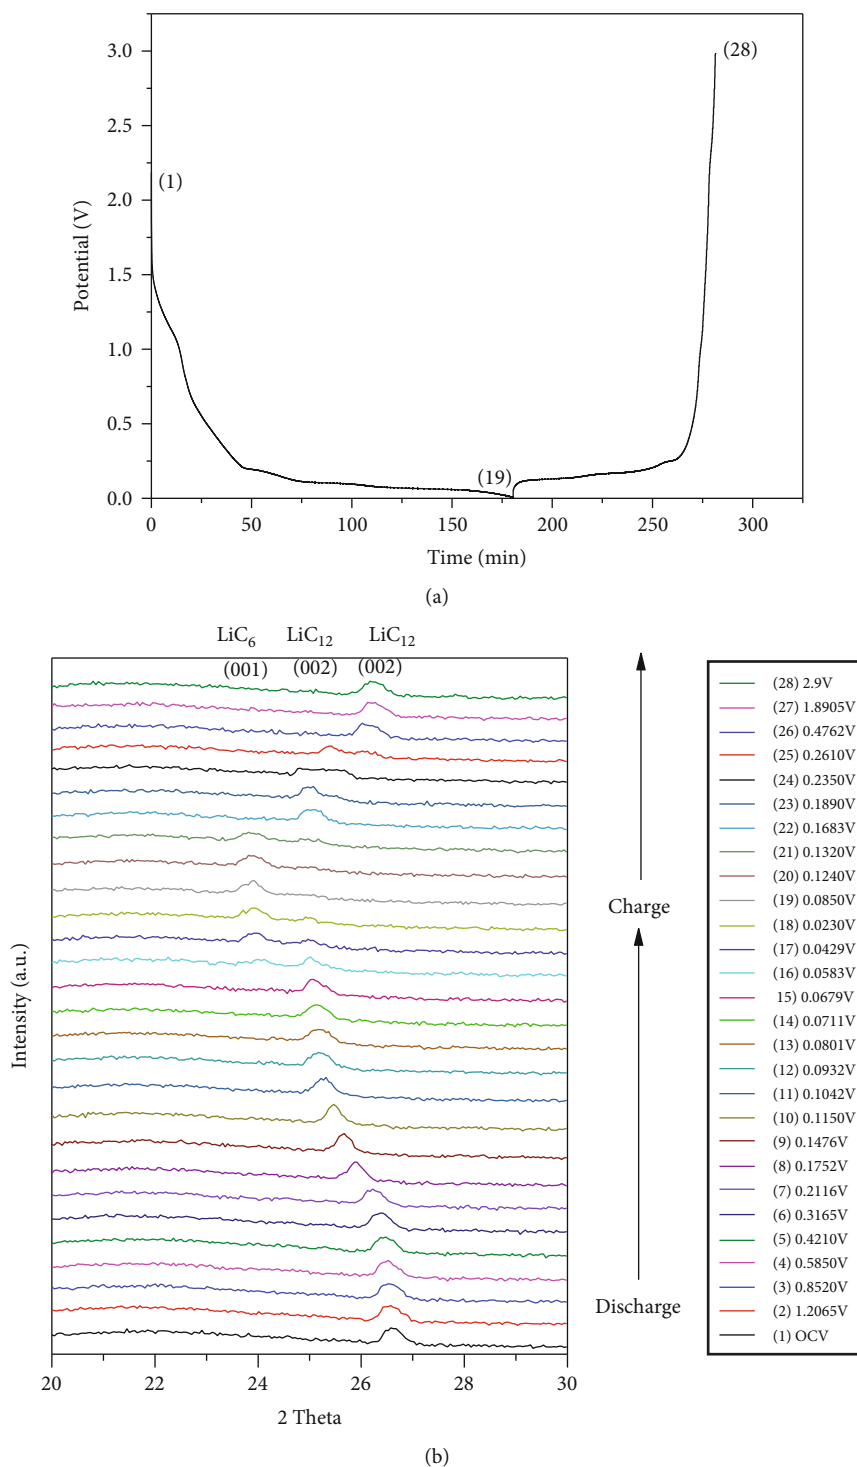 3.0
2.5
2.0
1.5
1.0
0.5
0.0
Potential (V)
(1)
(19)
(28)
0
50
100
150
200
250
300
Time (min)
(a)
LiC6
LiC12
LiC12
(001)
(002)
(002)
Intensity (a.u.)
20
22
24
26
28
30
2 Theta
Charge
Discharge
(28) 2.9V
(27) 1.8905V
(26) 0.4762V
(25) 0.2610V
(24) 0.2350V
(23) 0.1890V
(22) 0.1683V
(21) 0.1320V
(20) 0.1240V
(19) 0.0850V
(18) 0.0230V
(17) 0.0429V
(16) 0.0583V
15) 0.0679V
(14) 0.0711V
(13) 0.0801V
(12) 0.0932V
(11) 0.1042V
(10) 0.1150V
(9) 0.1476V
(8) 0.1752V
(7) 0.2116V
(6) 0.3165V
(5) 0.4210V
(4) 0.5850V
(3) 0.8520V
(2) 1.2065V
(1) OCV
(b)